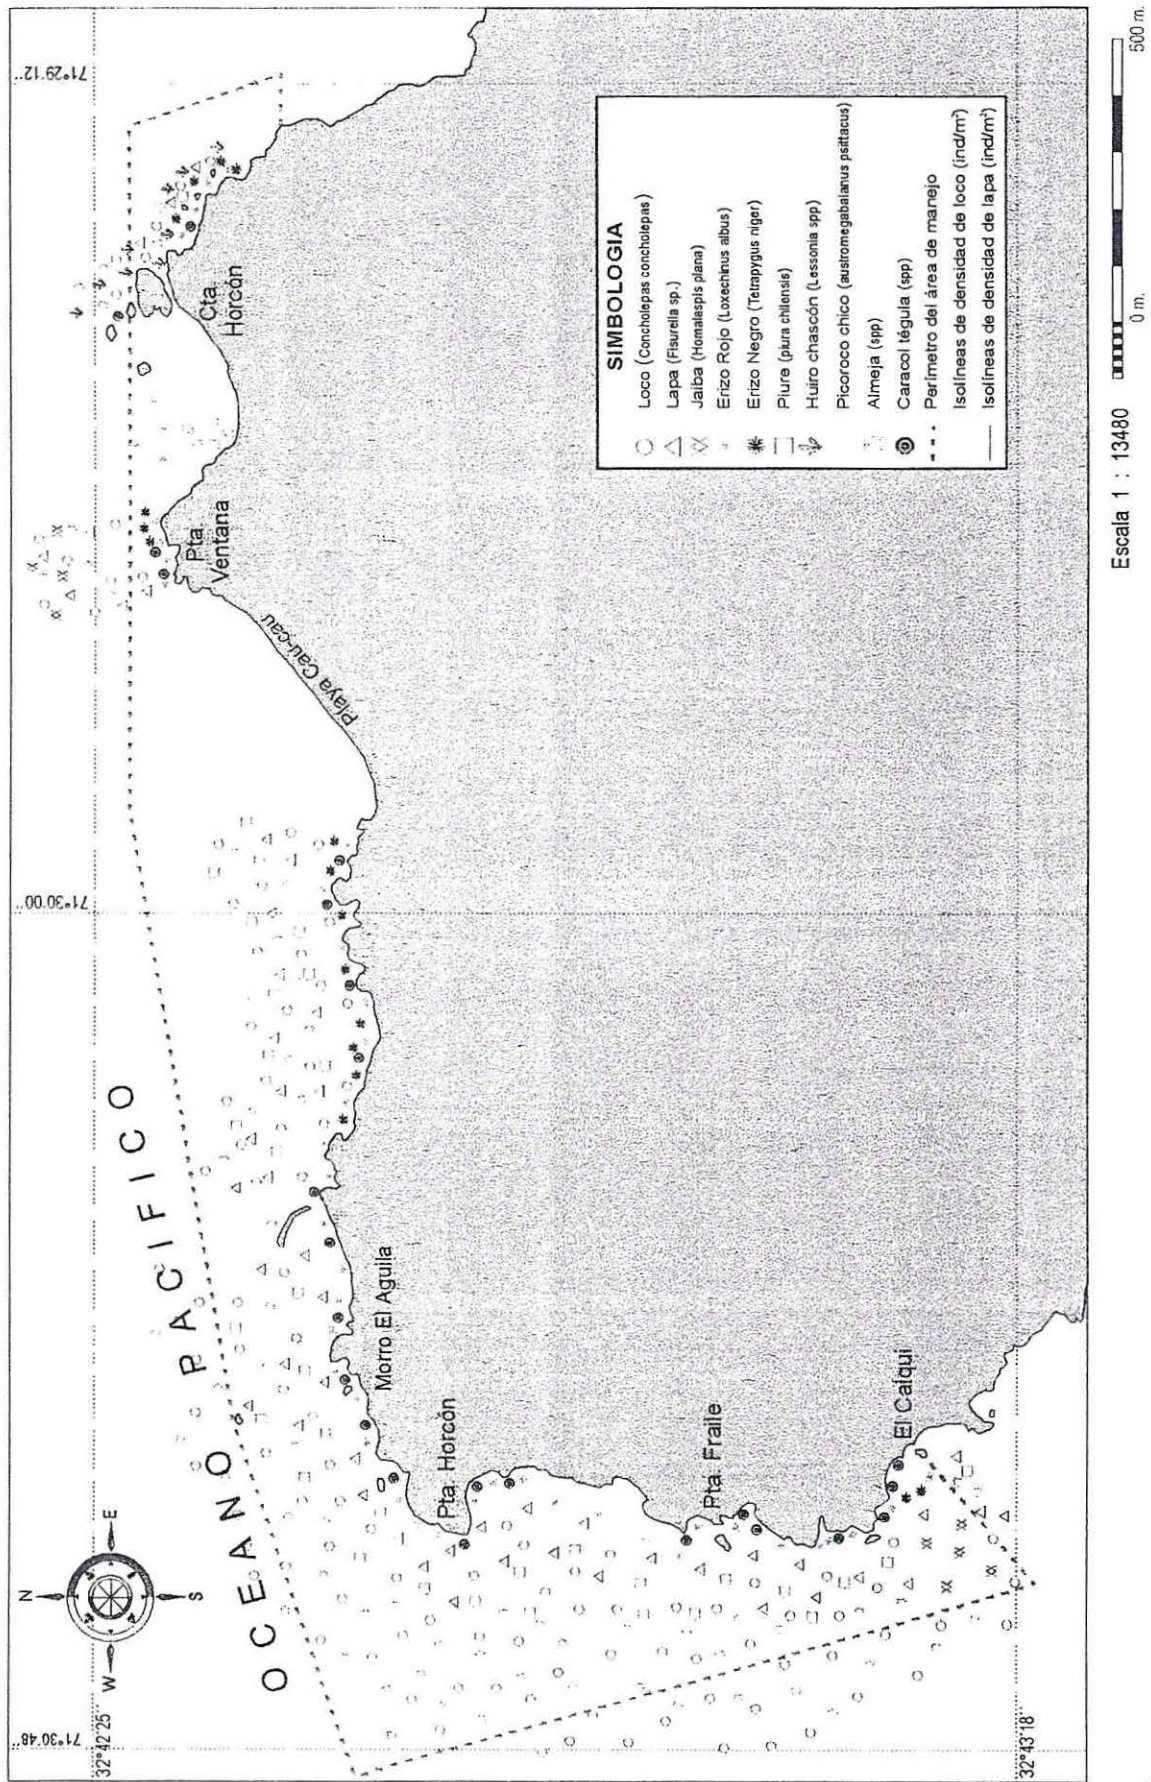 N
E
S
W
OCEANO PACIFICO
71°30'48"
71°30'00"
71°29'12"
32°42'25"
32°43'18"
Cta.
Horcón
Pta.
Ventana
Playa Cau-cau
Morro El Aguila
Pta. Horcón
Pta. Fraile
El Calqui
SIMBOLOGIA
Loco (Concholepas concholepas)
Lapa (Fisurella sp.)
Jaiba (Homalaspis plana)
Erizo Rojo (Loxechinus albus)
Erizo Negro (Tetrapygus niger)
Piure (piura chilensis)
Huiro chascón (Lessonia spp)
Picoroco chico (austromegabalanus psittacus)
Almeja (spp)
Caracol tégula (spp)
Perímetro del área de manejo
Isolíneas de densidad de loco (ind/m²)
Isolíneas de densidad de lapa (ind/m²)
Escala 1 : 13480
0 m.
500 m.